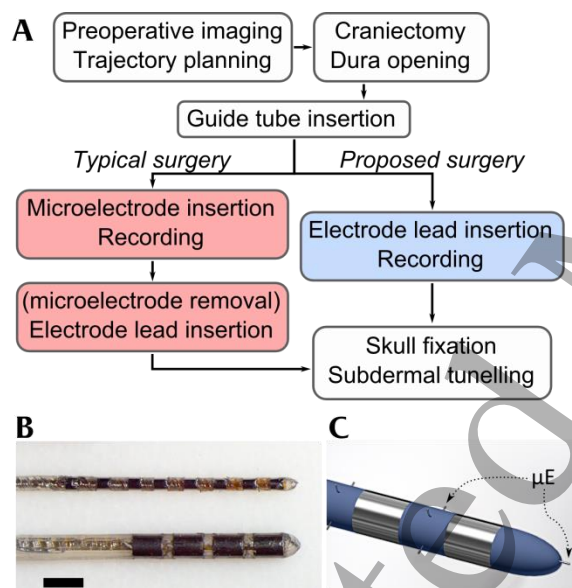 A
Preoperative imaging
Trajectory planning
Craniectomy
Dura opening
Guide tube insertion
Typical surgery
Proposed surgery
Microelectrode insertion
Recording
Electrode lead insertion
Recording
(microelectrode removal)
Electrode lead insertion
Skull fixation
Subdermal tunelling
B
C
µE